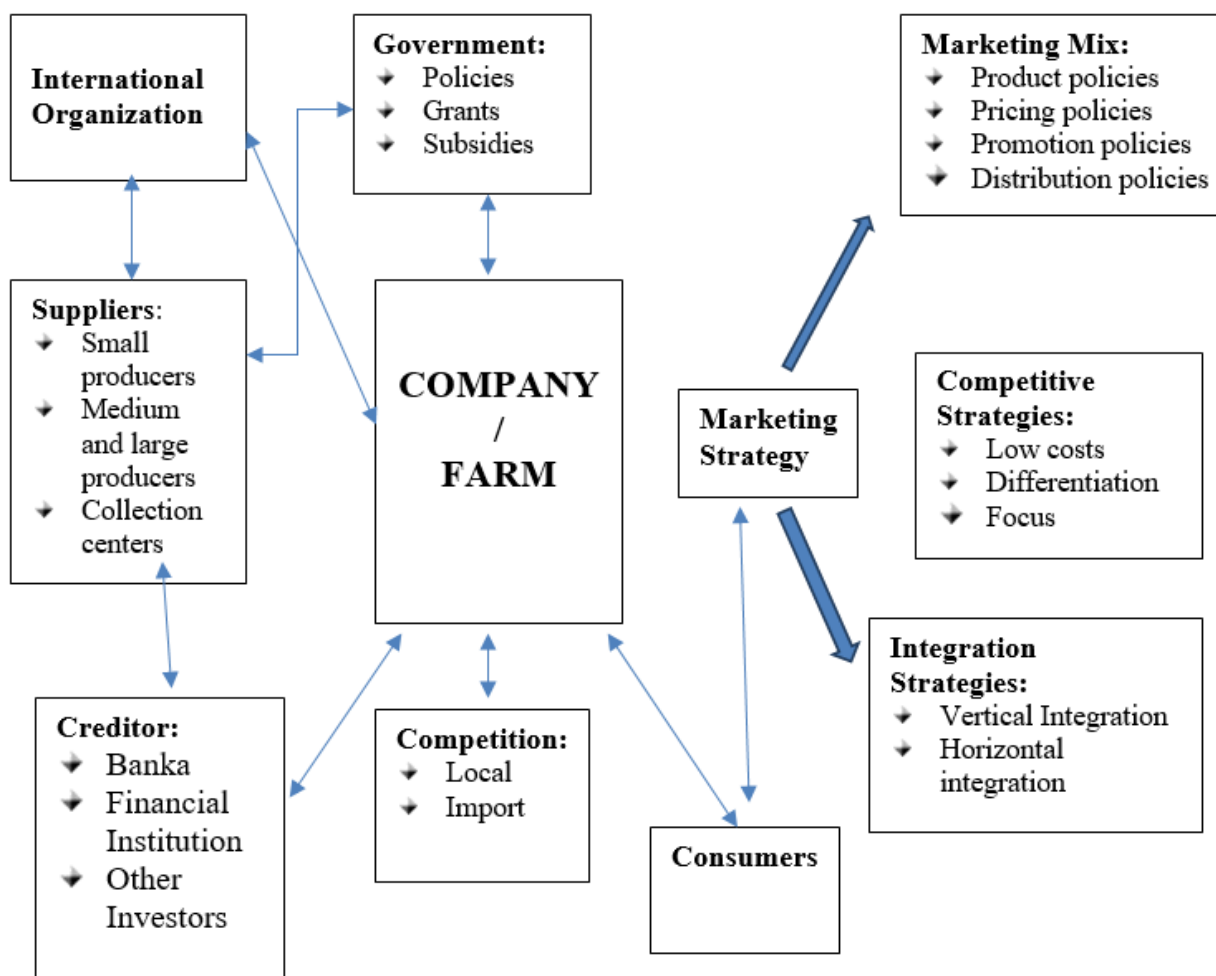 International
Organization
Government:
Policies
Grants
Subsidies
Marketing Mix:
Product policies
Pricing policies
Promotion policies
Distribution policies
Suppliers:
Small
producers
Medium
and large
producers
Collection
centers
COMPANY
/
FARM
Marketing
Strategy
Competitive
Strategies:
Low costs
Differentiation
Focus
Integration
Strategies:
Vertical Integration
Horizontal
integration
Creditor:
Banka
Financial
Institution
Other
Investors
Competition:
Local
Import
Consumers